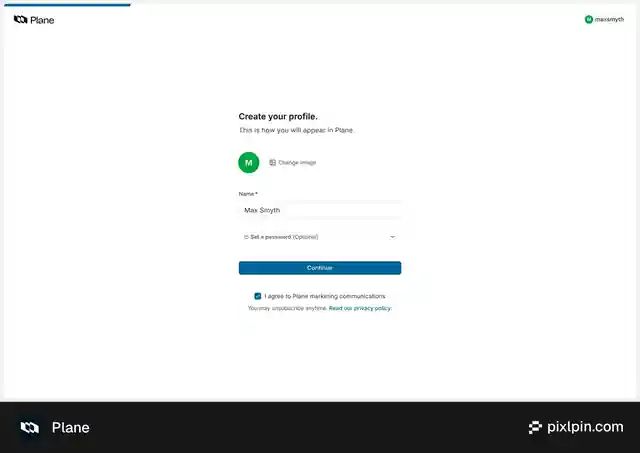 Plane
M maxsmyth
Create your profile.
This is how you will appear in Plane.
M
Change image
Name *
Max Smyth
Set a password (Optional)
Continue
I agree to Plane marketing communications
You may unsubscribe anytime. Read our privacy policy.
Plane
pixlpin.com